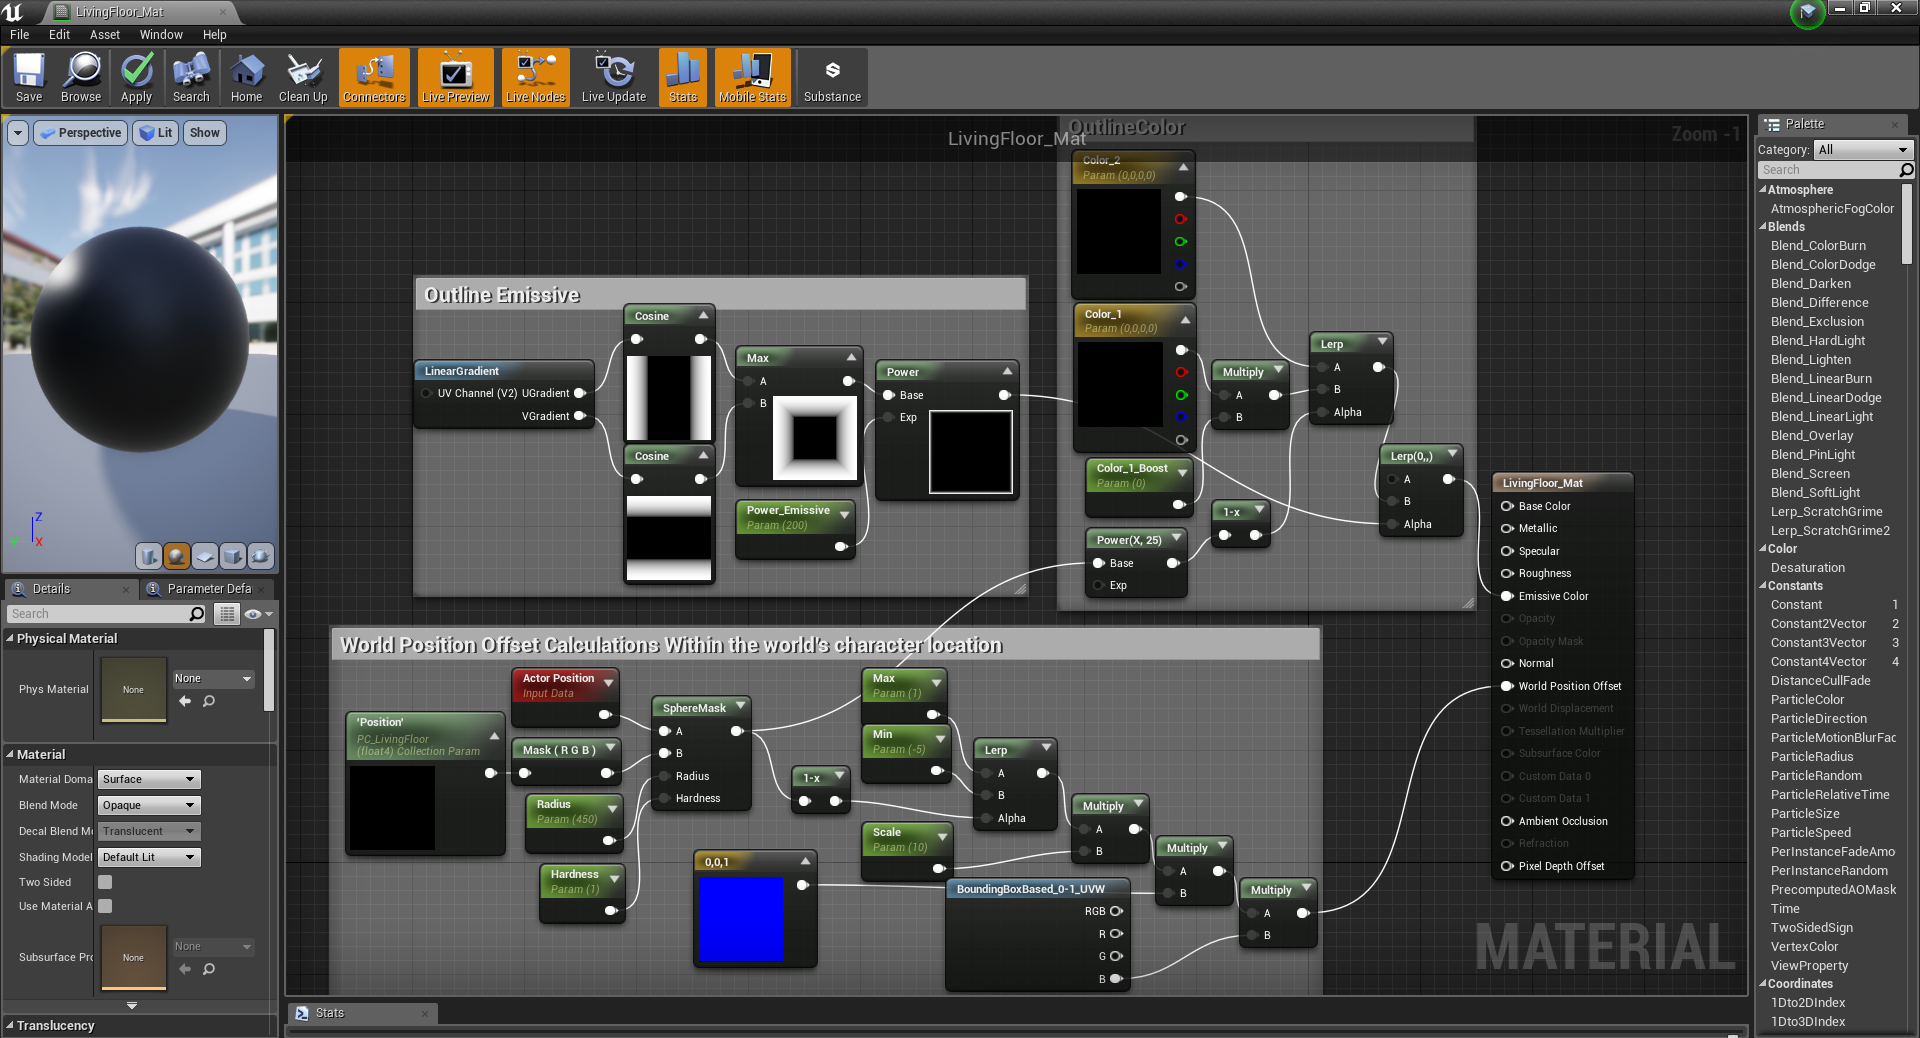 LivingFloor_Mat
File Edit Asset Window Help
Save Browse Apply Search Home Clean Up Connectors Live Preview Live Nodes Live Update Stats Mobile Stats Substance
Perspective Lit Show
Z
X
Details Parameter Defa
Search
Physical Material
Phys Material None None
Material
Material Doma Surface
Blend Mode Opaque
Decal Blend M Translucent
Shading Model Default Lit
Two Sided
Use Material A
Subsurface Pr None None
Translucency
LivingFloor_Mat
Zoom -1
OutlineColor
Color_2
Param (0,0,0,0)
Color_1
Param (0,0,0,0)
Multiply
A
B
Lerp
A
B
Alpha
Color_1_Boost
Param (0)
1-x
Power(X, 25)
Base
Exp
Lerp(0,,)
A
B
Alpha
Outline Emissive
LinearGradient
UV Channel (V2) UGradient
VGradient
Cosine
Cosine
Max
A
B
Power
Base
Exp
Power_Emissive
Param (200)
World Position Offset Calculations Within the world's character location
Actor Position
Input Data
'Position'
PC_LivingFloor
(float4) Collection Param
Mask ( R G B )
Radius
Param (450)
Hardness
Param (1)
SphereMask
A
B
Radius
Hardness
1-x
Max
Param (1)
Min
Param (-5)
Lerp
A
B
Alpha
Scale
Param (10)
Multiply
A
B
0,0,1
BoundingBoxBased_0-1_UVW
RGB
R
G
B
Multiply
A
B
Multiply
A
B
LivingFloor_Mat
Base Color
Metallic
Specular
Roughness
Emissive Color
Opacity
Opacity Mask
Normal
World Position Offset
World Displacement
Tessellation Multiplier
Subsurface Color
Custom Data 0
Custom Data 1
Ambient Occlusion
Refraction
Pixel Depth Offset
MATERIAL
Stats
Palette
Category: All
Search
Atmosphere
AtmosphericFogColor
Blends
Blend_ColorBurn
Blend_ColorDodge
Blend_Darken
Blend_Difference
Blend_Exclusion
Blend_HardLight
Blend_Lighten
Blend_LinearBurn
Blend_LinearDodge
Blend_LinearLight
Blend_Overlay
Blend_PinLight
Blend_Screen
Blend_SoftLight
Lerp_ScratchGrime
Lerp_ScratchGrime2
Color
Desaturation
Constants
Constant 1
Constant2Vector 2
Constant3Vector 3
Constant4Vector 4
DistanceCullFade
ParticleColor
ParticleDirection
ParticleMotionBlurFac
ParticleRadius
ParticleRandom
ParticleRelativeTime
ParticleSize
ParticleSpeed
PerInstanceFadeAmo
PerInstanceRandom
PrecomputedAOMask
Time
TwoSidedSign
VertexColor
ViewProperty
Coordinates
1Dto2DIndex
1Dto3DIndex